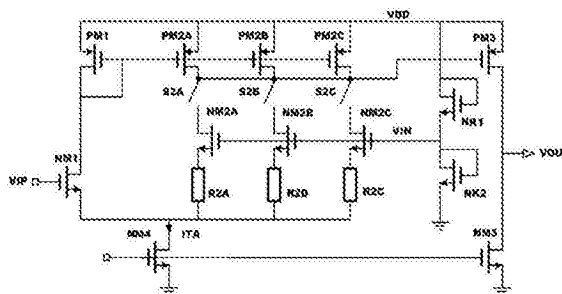 VDD
PM1
PM2A
PM2B
PM2C
PM3
S2A
S2B
S2C
NM2A
NM2B
NM2C
NR1
VIN
NM1
VIP
R2A
R2B
R2C
NR2
VOU
NM4
ITA
NM5